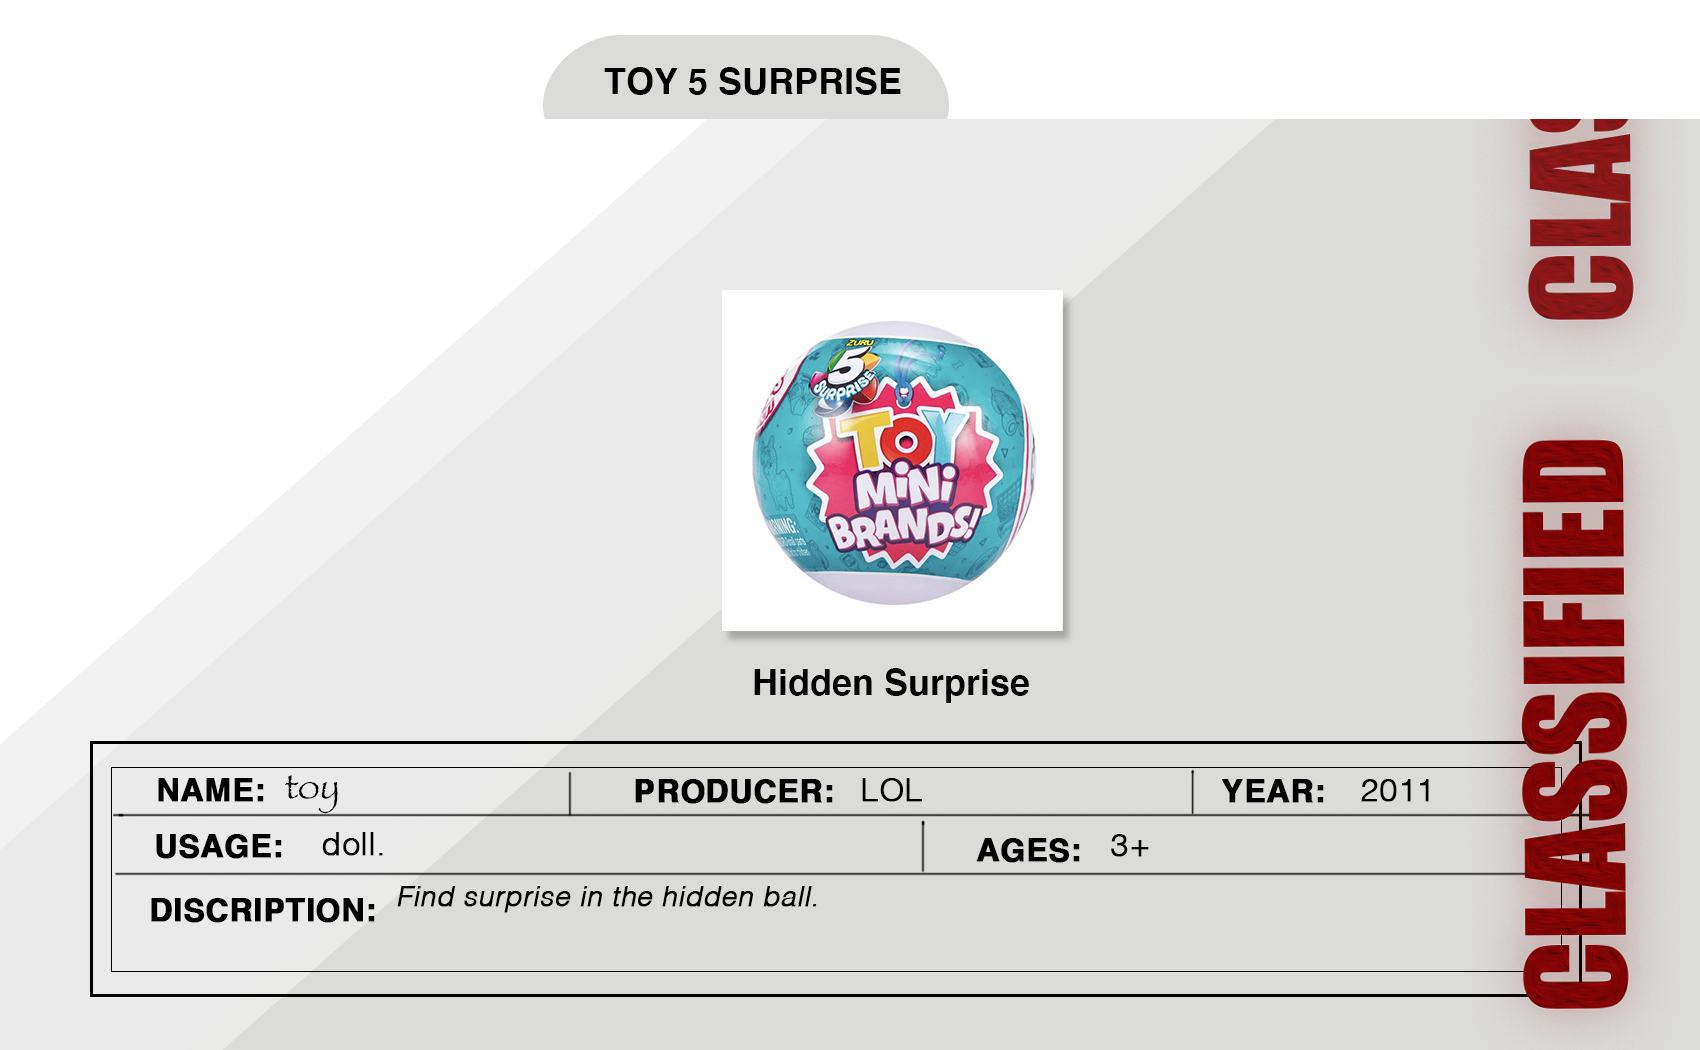 TOY 5 SURPRISE
CLAS
ZURU
5
SURPRISE
TOY
MiNi
BRANDS!
Hidden Surprise
CLASSIFIED
NAME: toy PRODUCER: LOL YEAR: 2011
USAGE: doll. AGES: 3+
DISCRIPTION: Find surprise in the hidden ball.